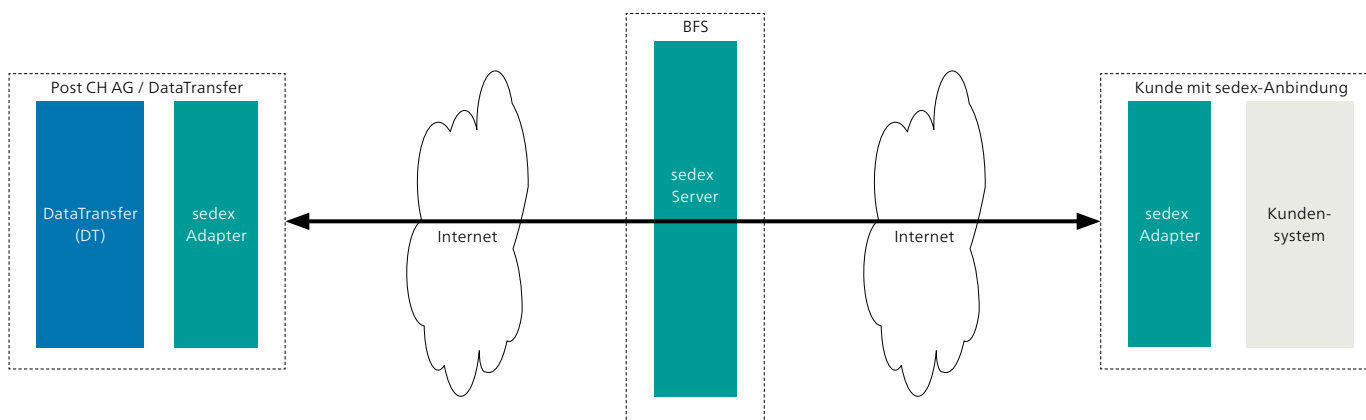 BFS
Post CH AG / DataTransfer
Kunde mit sedex-Anbindung
DataTransfer
(DT)
sedex
Adapter
Internet
sedex
Server
Internet
sedex
Adapter
Kunden-
system